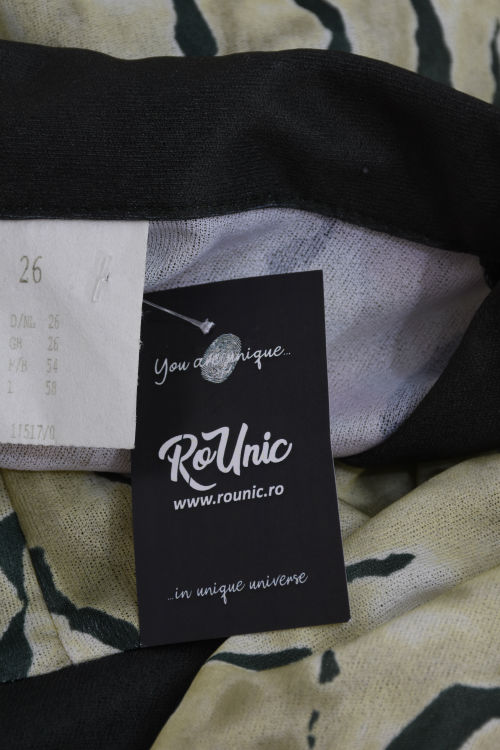 26
D/NL 26
GB 26
F/B 54
I 58
11517/0
You are unique...
RoUnic
www.rounic.ro
...in unique universe